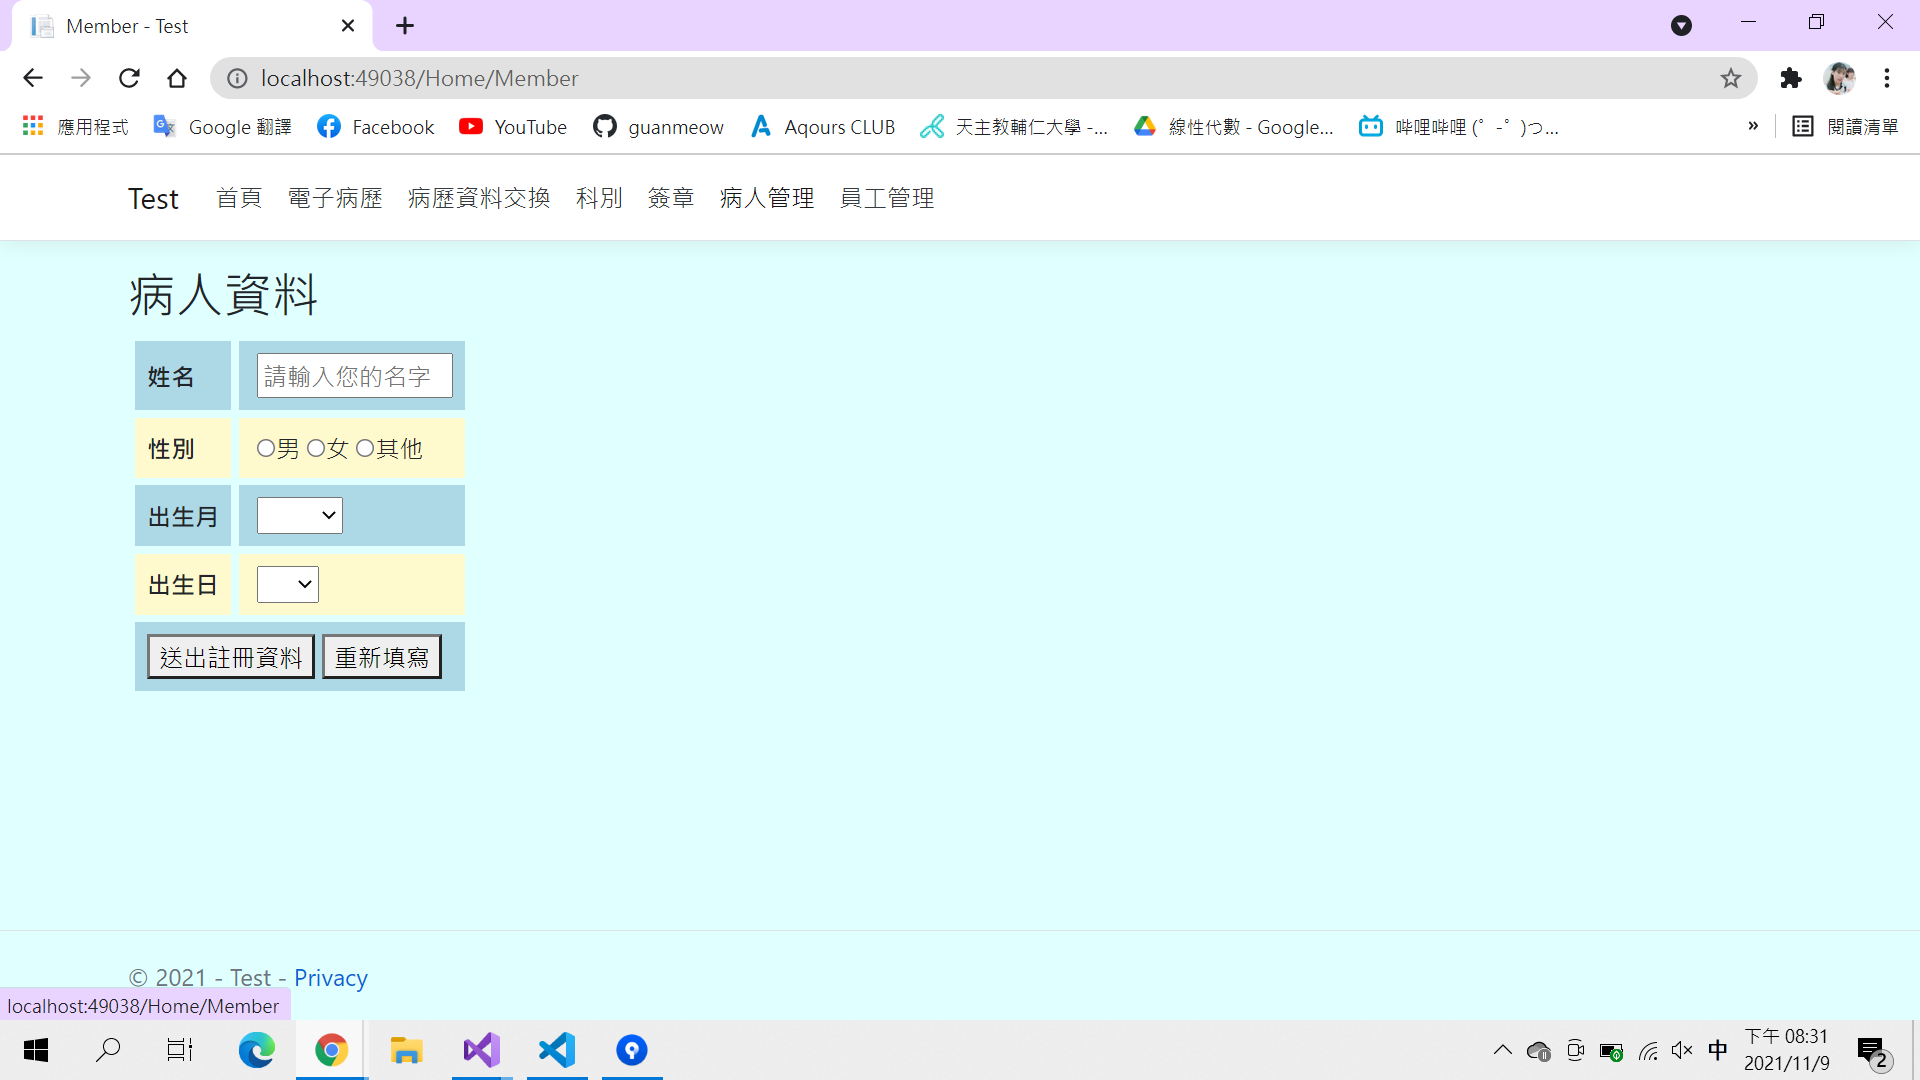 Member - Test
localhost:49038/Home/Member
應用程式 Google 翻譯 Facebook YouTube guanmeow Aqours CLUB 天主教輔仁大學 -... 線性代數 - Google... 哔哩哔哩 (゜-゜)つ... » 閱讀清單
Test 首頁 電子病歷 病歷資料交換 科別 簽章 病人管理 員工管理
病人資料
姓名 請輸入您的名字
性別 男 女 其他
出生月
出生日
送出註冊資料 重新填寫
© 2021 - Test - Privacy
localhost:49038/Home/Member
中 下午 08:31
2021/11/9 2